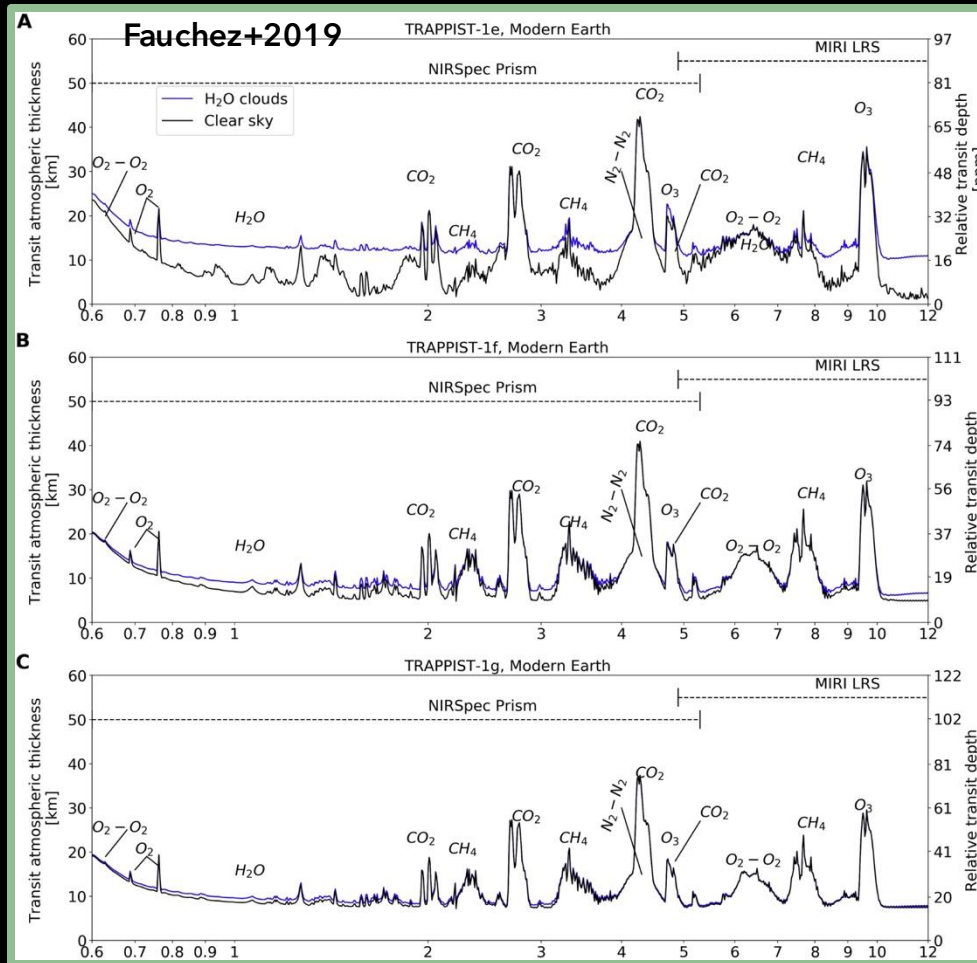 Fauchez+2019
A
TRAPPIST-1e, Modern Earth
Transit atmospheric thickness
[km]
60
50
40
30
20
10
0
97
81
65
48
32
16
0
Relative transit depth
NIRSpec Prism
MIRI LRS
H₂O clouds
Clear sky
O₂ − O₂
O₂
H₂O
CO₂
CH₄
CO₂
CH₄
N₂ − N₂
CO₂
O₃
CO₂
O₂ − O₂
H₂O
CH₄
O₃
0.6 0.7 0.8 0.9 1 2 3 4 5 6 7 8 9 10 12
B
TRAPPIST-1f, Modern Earth
Transit atmospheric thickness
[km]
60
50
40
30
20
10
0
111
93
74
56
37
19
0
Relative transit depth
NIRSpec Prism
MIRI LRS
O₂ − O₂
O₂
H₂O
CO₂
CH₄
CO₂
CH₄
N₂ − N₂
CO₂
O₃
CO₂
O₂ − O₂
CH₄
O₃
0.6 0.7 0.8 0.9 1 2 3 4 5 6 7 8 9 10 12
C
TRAPPIST-1g, Modern Earth
Transit atmospheric thickness
[km]
60
50
40
30
20
10
0
122
102
81
61
41
20
0
Relative transit depth
NIRSpec Prism
MIRI LRS
O₂ − O₂
O₂
H₂O
CO₂
CH₄
CO₂
CH₄
N₂ − N₂
CO₂
O₃
CO₂
O₂ − O₂
CH₄
O₃
0.6 0.7 0.8 0.9 1 2 3 4 5 6 7 8 9 10 12